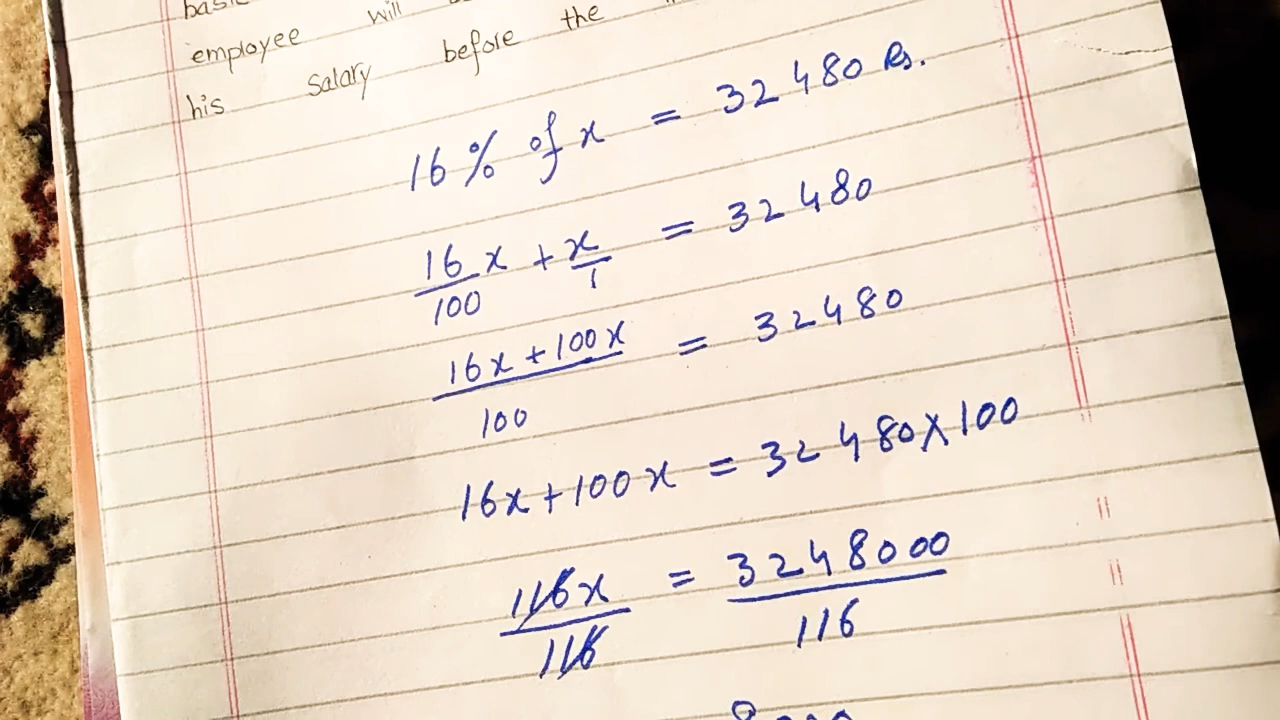 basic
employee will
his salary before the
16% of x = 32480 Rs.
16/100 x + x/1 = 32480
16x + 100x / 100 = 32480
16x + 100x = 32480 X 100
116x / 116 = 3248000 / 116